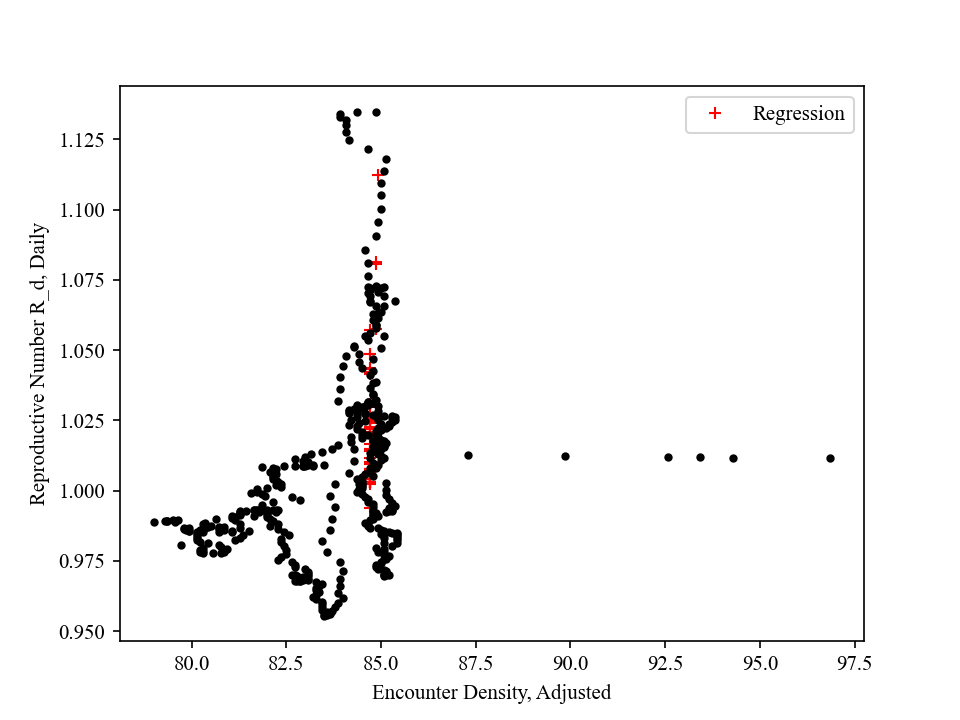 Regression
1.125
1.100
1.075
1.050
1.025
1.000
0.975
0.950
Reproductive Number R_d, Daily
80.0 82.5 85.0 87.5 90.0 92.5 95.0 97.5
Encounter Density, Adjusted